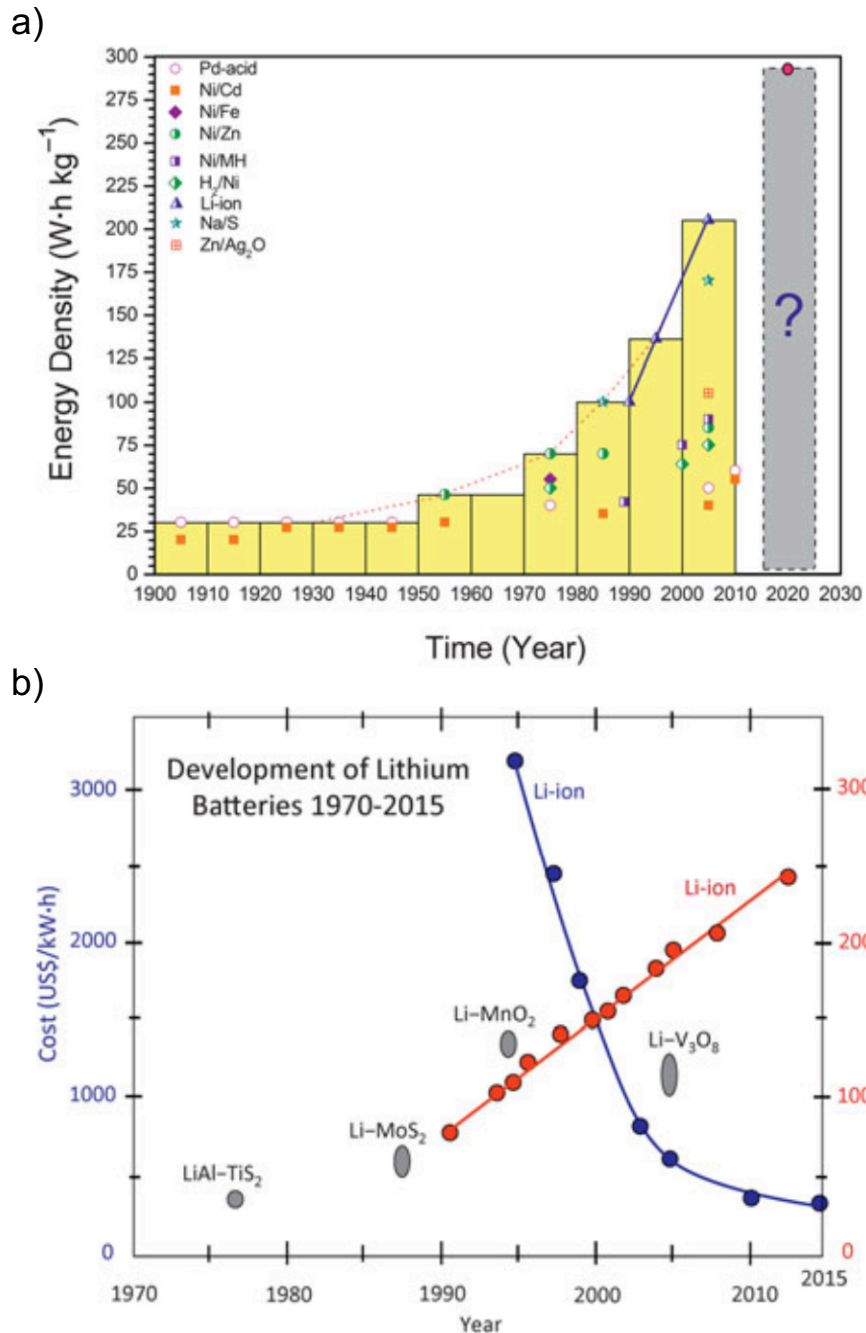 a)
300
275
250
225
200
175
150
125
100
75
50
25
0
Energy Density (W·h kg⁻¹)
Pd-acid
Ni/Cd
Ni/Fe
Ni/Zn
Ni/MH
H₂/Ni
Li-ion
Na/S
Zn/Ag₂O
?
1900 1910 1920 1930 1940 1950 1960 1970 1980 1990 2000 2010 2020 2030
Time (Year)
b)
Development of Lithium
Batteries 1970-2015
3000
2000
1000
0
Cost (US$/kW·h)
Li-ion
Li-ion
Li–MnO₂
Li–V₃O₈
Li–MoS₂
LiAl–TiS₂
300
200
100
0
1970 1980 1990 2000 2010 2015
Year